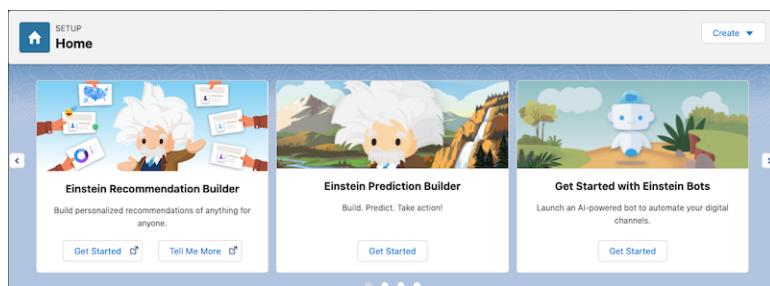 SETUP
Home
Create
Einstein Recommendation Builder
Build personalized recommendations of anything for
anyone.
Get Started
Tell Me More
Einstein Prediction Builder
Build. Predict. Take action!
Get Started
Get Started with Einstein Bots
Launch an AI-powered bot to automate your digital
channels.
Get Started